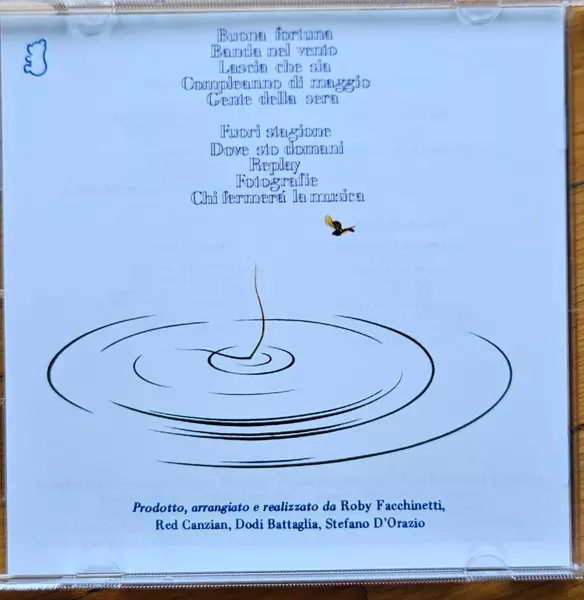 Buona fortuna
Banda nel vento
Lascia che sia
Compleanno di maggio
Gente della sera
Fuori stagione
Dove sto domani
Replay
Fotografie
Chi fermerá la musica
Prodotto, arrangiato e realizzato da Roby Facchinetti,
Red Canzian, Dodi Battaglia, Stefano D'Orazio